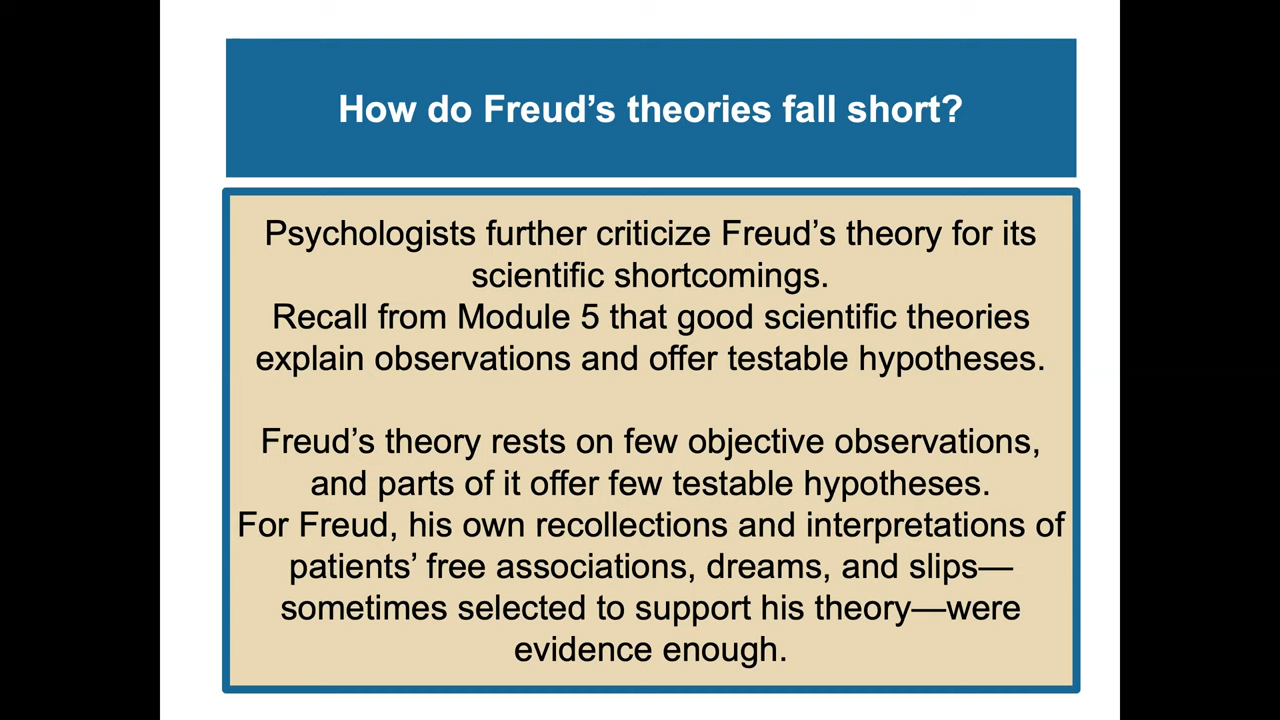 How do Freud’s theories fall short?
Psychologists further criticize Freud’s theory for its
scientific shortcomings.
Recall from Module 5 that good scientific theories
explain observations and offer testable hypotheses.
Freud’s theory rests on few objective observations,
and parts of it offer few testable hypotheses.
For Freud, his own recollections and interpretations of
patients’ free associations, dreams, and slips—
sometimes selected to support his theory—were
evidence enough.